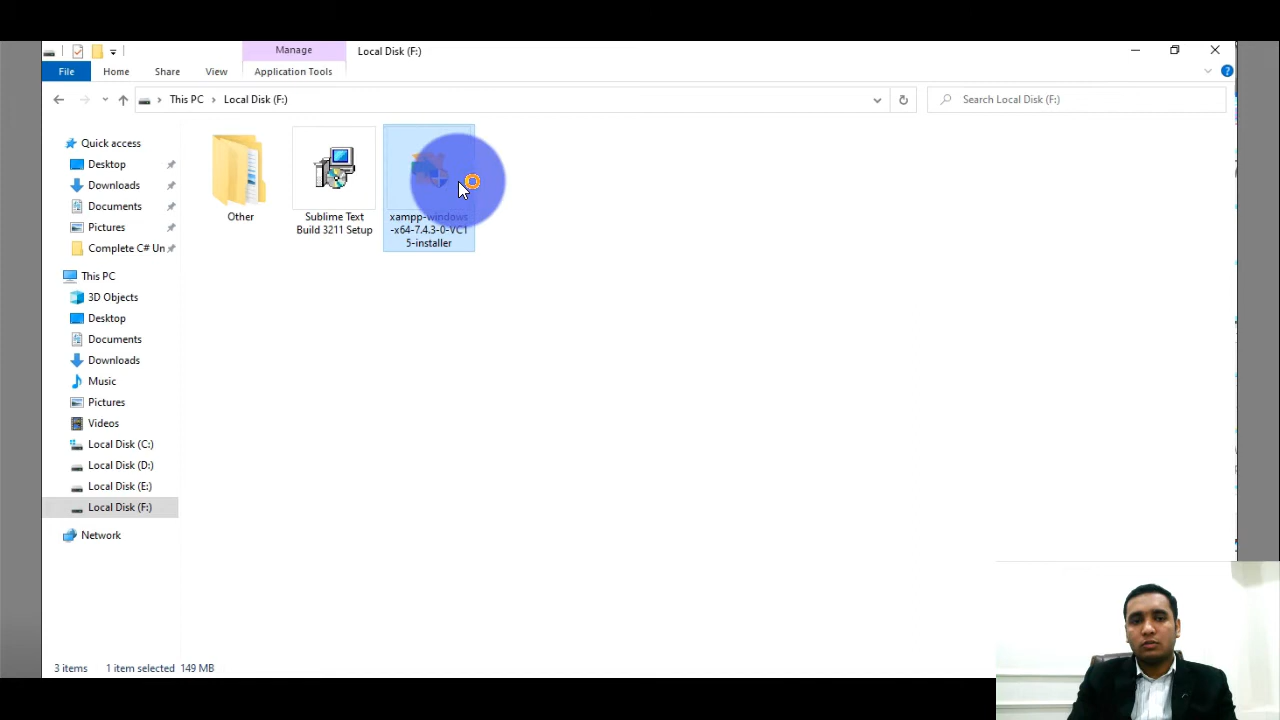 Manage
Local Disk (F:)
File
Home
Share
View
Application Tools
This PC
Local Disk (F:)
Search Local Disk (F:)
Quick access
Desktop
Downloads
Documents
Pictures
Complete C# Un
This PC
3D Objects
Desktop
Documents
Downloads
Music
Pictures
Videos
Local Disk (C:)
Local Disk (D:)
Local Disk (E:)
Local Disk (F:)
Network
Other
Sublime Text
Build 3211 Setup
xampp-windows
-x64-7.4.3-0-VC1
5-installer
3 items
1 item selected
149 MB